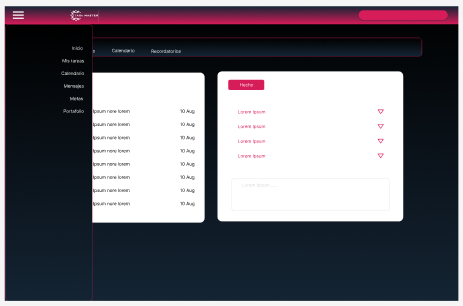 TASK-MASTER
Inicio
Mis tareas
Calendario
Mensajes
Metas
Portafolio
s Calendario Recordatorios
ipsum nore lorem 10 Aug
ipsum nore lorem 10 Aug
ipsum nore lorem 10 Aug
ipsum nore lorem 10 Aug
ipsum nore lorem 10 Aug
ipsum nore lorem 10 Aug
ipsum nore lorem 10 Aug
ipsum nore lorem 10 Aug
Hecho
Lorem Ipsum
Lorem Ipsum
Lorem Ipsum
Lorem Ipsum
Lorem Ipsum.....